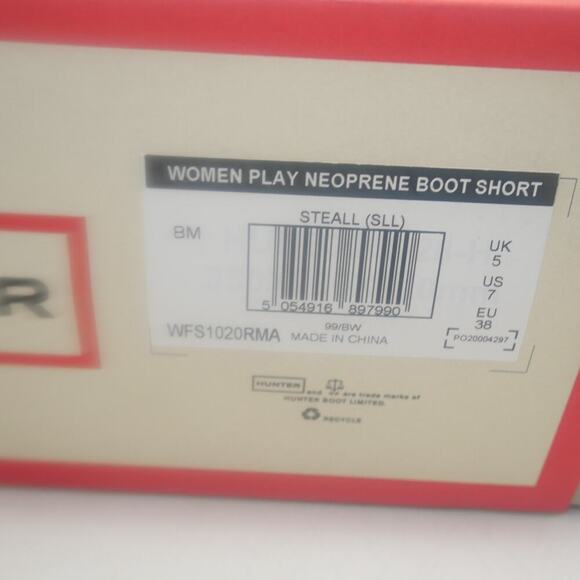 WOMEN PLAY NEOPRENE BOOT SHORT
STEALL (SLL)
BM
5 054916 897990
99/BW
WFS1020RMA MADE IN CHINA
UK
5
US
7
EU
38
PO20004297
R
HUNTER and are trade marks of
HUNTER BOOT LIMITED.
RECYCLE